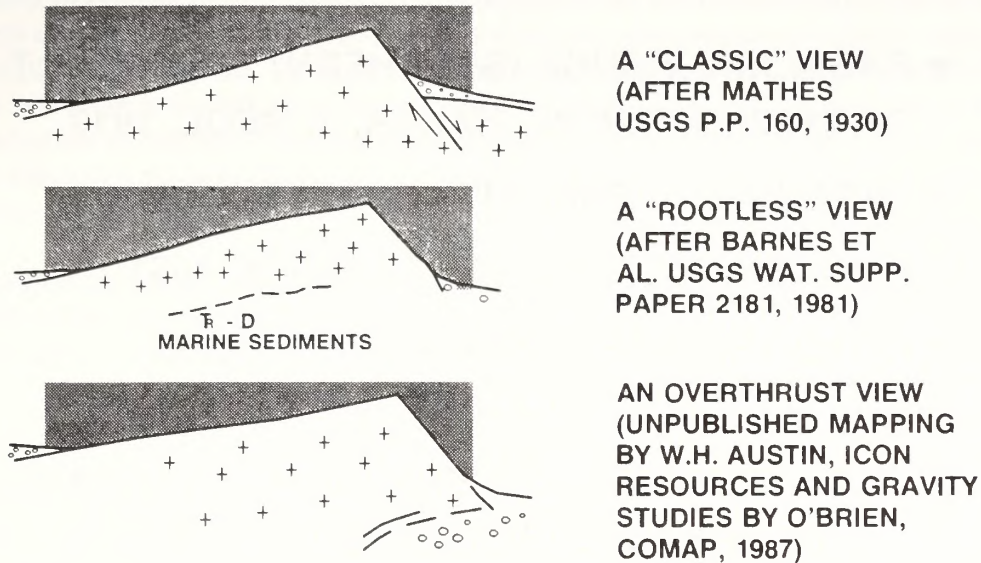 A “CLASSIC” VIEW
(AFTER MATHES
USGS P.P. 160, 1930)
A “ROOTLESS” VIEW
(AFTER BARNES ET
AL. USGS WAT. SUPP.
PAPER 2181, 1981)
TR - D
MARINE SEDIMENTS
AN OVERTHRUST VIEW
(UNPUBLISHED MAPPING
BY W.H. AUSTIN, ICON
RESOURCES AND GRAVITY
STUDIES BY O'BRIEN,
COMAP, 1987)